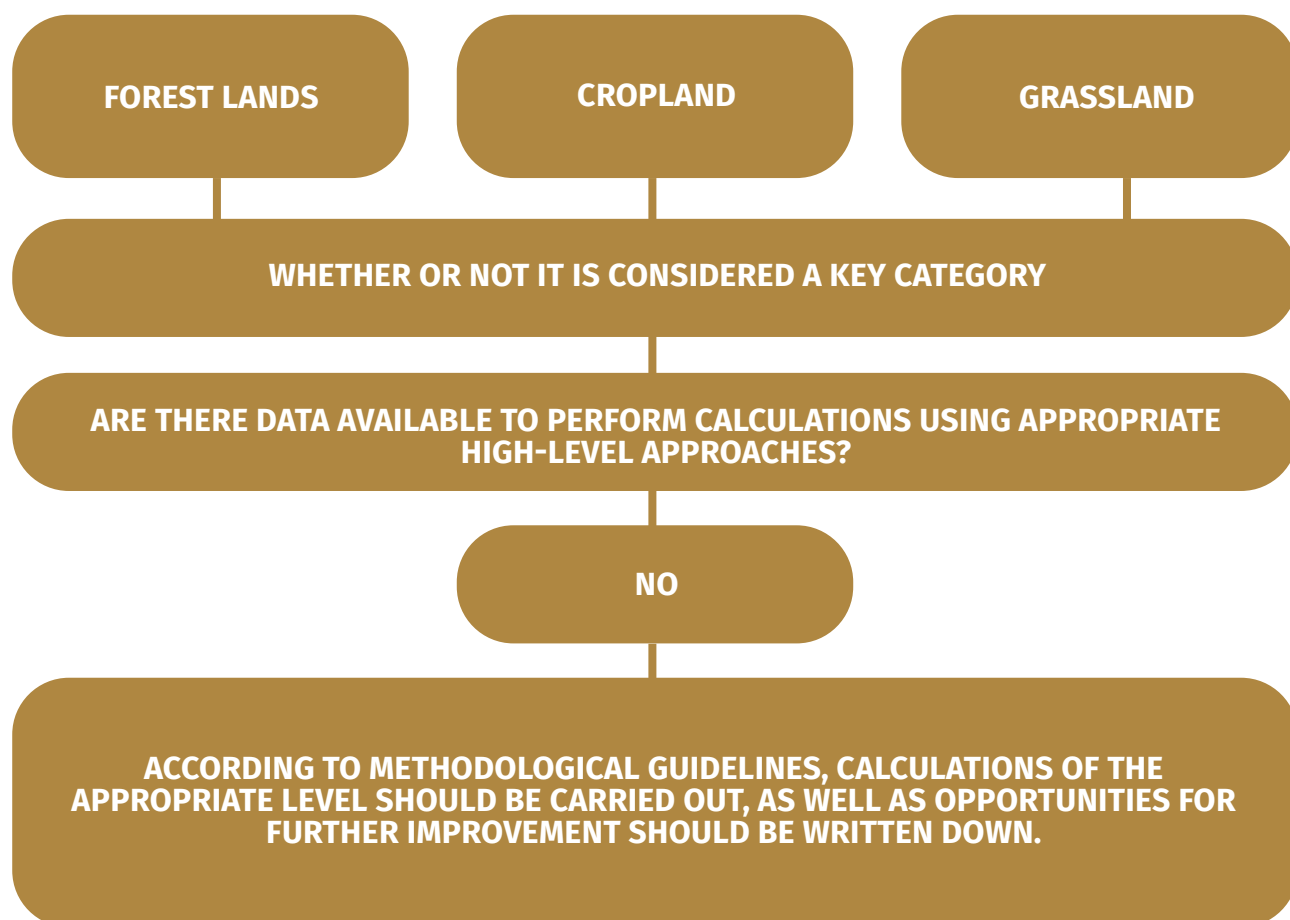 FOREST LANDS
CROPLAND
GRASSLAND
WHETHER OR NOT IT IS CONSIDERED A KEY CATEGORY
ARE THERE DATA AVAILABLE TO PERFORM CALCULATIONS USING APPROPRIATE
HIGH-LEVEL APPROACHES?
NO
ACCORDING TO METHODOLOGICAL GUIDELINES, CALCULATIONS OF THE
APPROPRIATE LEVEL SHOULD BE CARRIED OUT, AS WELL AS OPPORTUNITIES FOR
FURTHER IMPROVEMENT SHOULD BE WRITTEN DOWN.